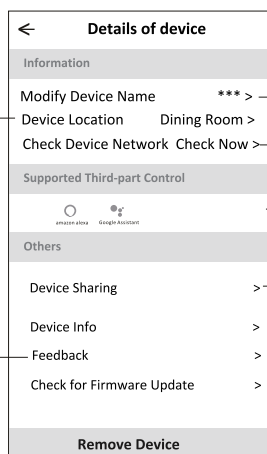 Details of device
Information
Modify Device Name *** >
Device Location Dining Room >
Check Device Network Check Now >
Supported Third-part Control
amazon alexa Google Assistant
Others
Device Sharing >
Device Info >
Feedback >
Check for Firmware Update >
Remove Device